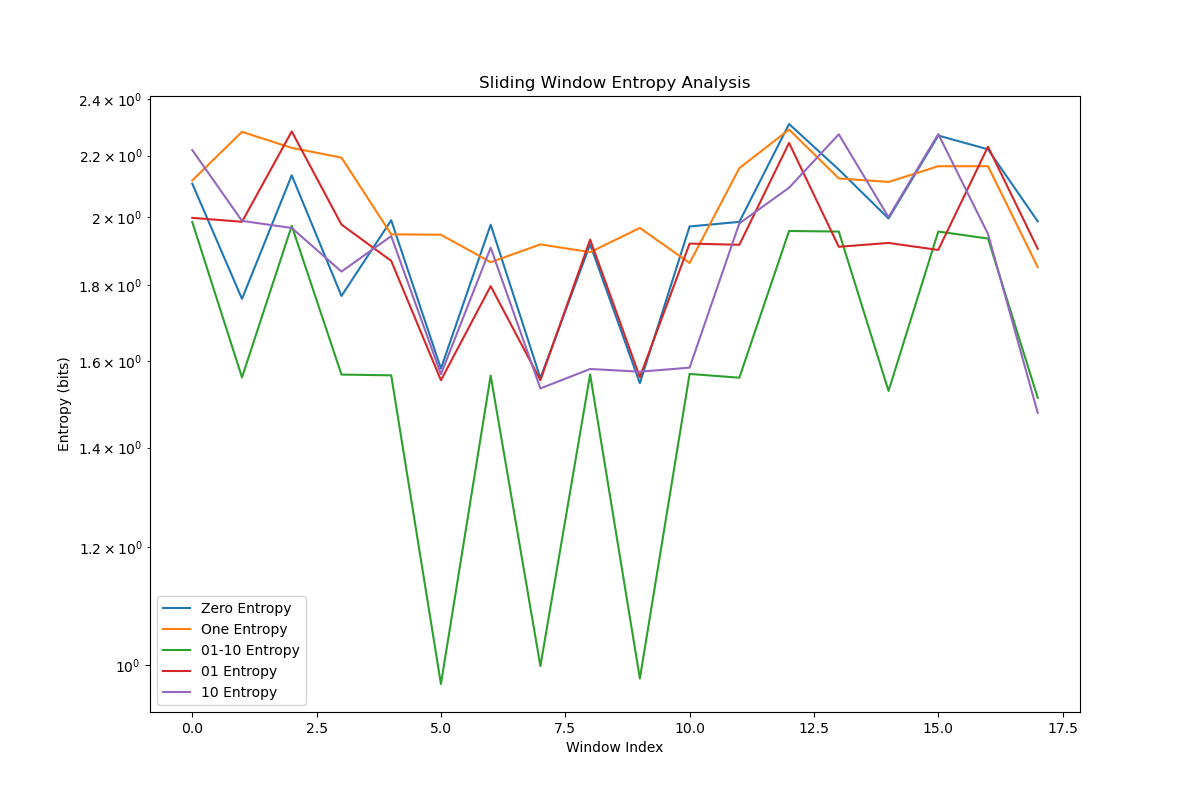 Sliding Window Entropy Analysis
2.4 × 10⁰
2.2 × 10⁰
2 × 10⁰
1.8 × 10⁰
1.6 × 10⁰
1.4 × 10⁰
1.2 × 10⁰
10⁰
Entropy (bits)
Zero Entropy
One Entropy
01-10 Entropy
01 Entropy
10 Entropy
0.0 2.5 5.0 7.5 10.0 12.5 15.0 17.5
Window Index